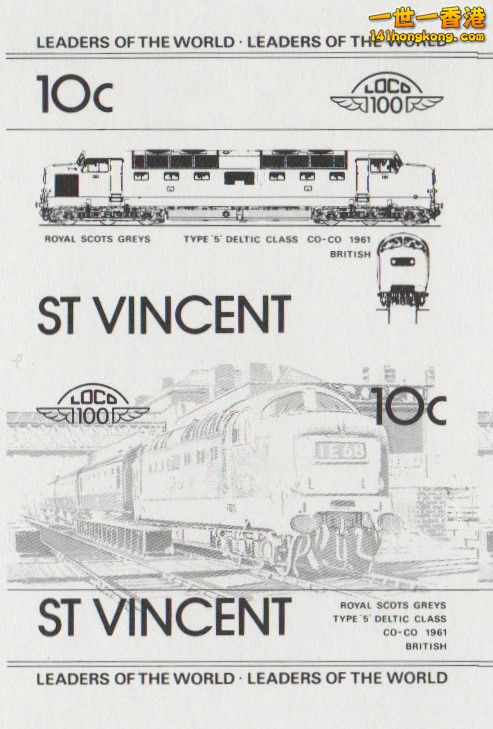 一世一香港
141hongkong.com
LEADERS OF THE WORLD · LEADERS OF THE WORLD
10c
LOCO
100
ROYAL SCOTS GREYS TYPE '5' DELTIC CLASS CO-CO 1961
BRITISH
ST VINCENT
LOCO
100
10c
1E68
ST VINCENT
ROYAL SCOTS GREYS
TYPE '5' DELTIC CLASS
CO-CO 1961
BRITISH
LEADERS OF THE WORLD · LEADERS OF THE WORLD